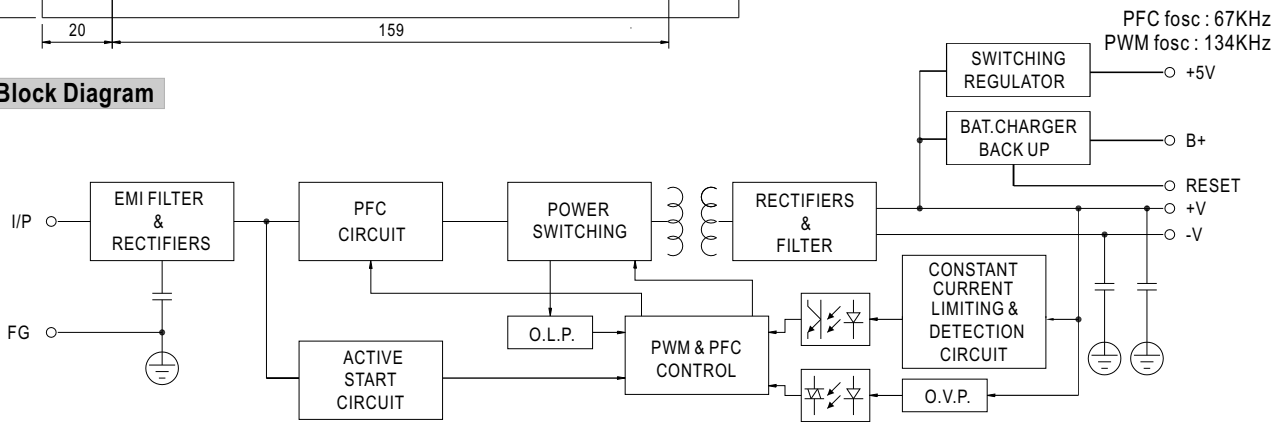 20
159
PFC fosc : 67KHz
PWM fosc : 134KHz
Block Diagram
SWITCHING
REGULATOR
+5V
BAT.CHARGER
BACK UP
B+
RESET
+V
-V
I/P
EMI FILTER
&
RECTIFIERS
PFC
CIRCUIT
POWER
SWITCHING
RECTIFIERS
&
FILTER
CONSTANT
CURRENT
LIMITING &
DETECTION
CIRCUIT
FG
O.L.P.
PWM & PFC
CONTROL
ACTIVE
START
CIRCUIT
O.V.P.